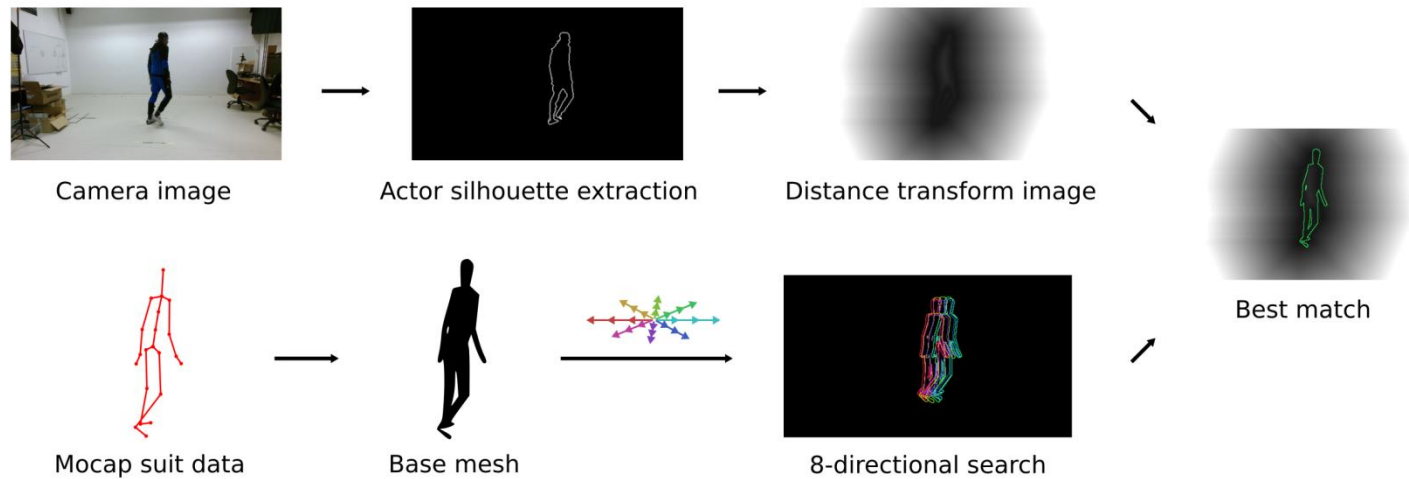 Camera image
Actor silhouette extraction
Distance transform image
Best match
Mocap suit data
Base mesh
8-directional search